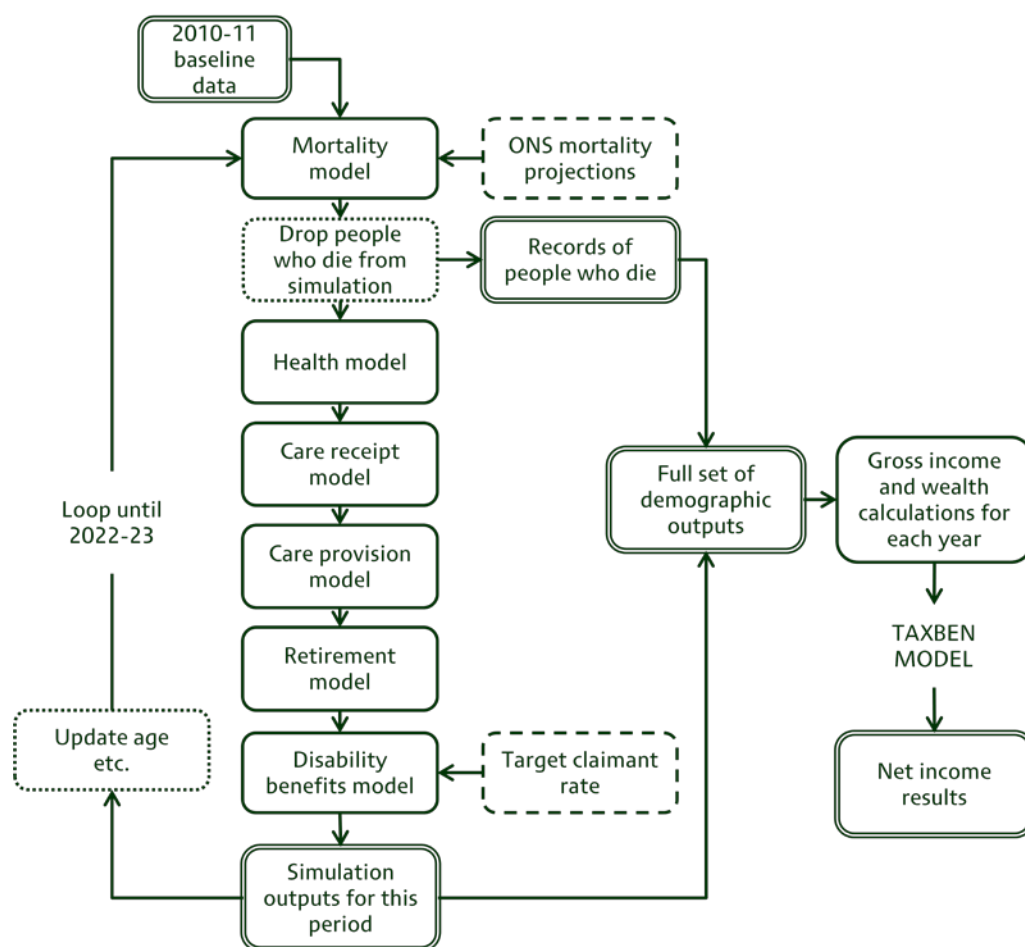 2010-11
baseline
data
Mortality
model
ONS mortality
projections
Drop people
who die from
simulation
Records of
people who die
Health model
Care receipt
model
Full set of
demographic
outputs
Gross income
and wealth
calculations for
each year
Loop until
2022-23
Care provision
model
TAXBEN
MODEL
Retirement
model
Update age
etc.
Disability
benefits model
Target claimant
rate
Net income
results
Simulation
outputs for this
period